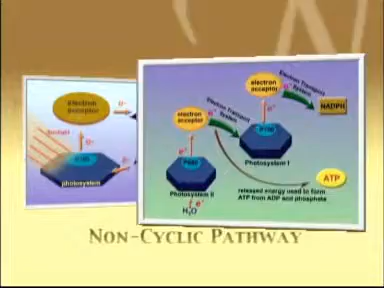 electron
acceptor
e-
Electron Transport
System
NADPH
electron
acceptor
e-
Electron Transport
System
P700
Photosystem I
e-
P680
Photosystem II
e-
H₂O
ATP
released energy used to form
ATP from ADP and phosphate
electron
acceptor
e-
e-
P700
photosystem I
e-
NON-CYCLIC PATHWAY